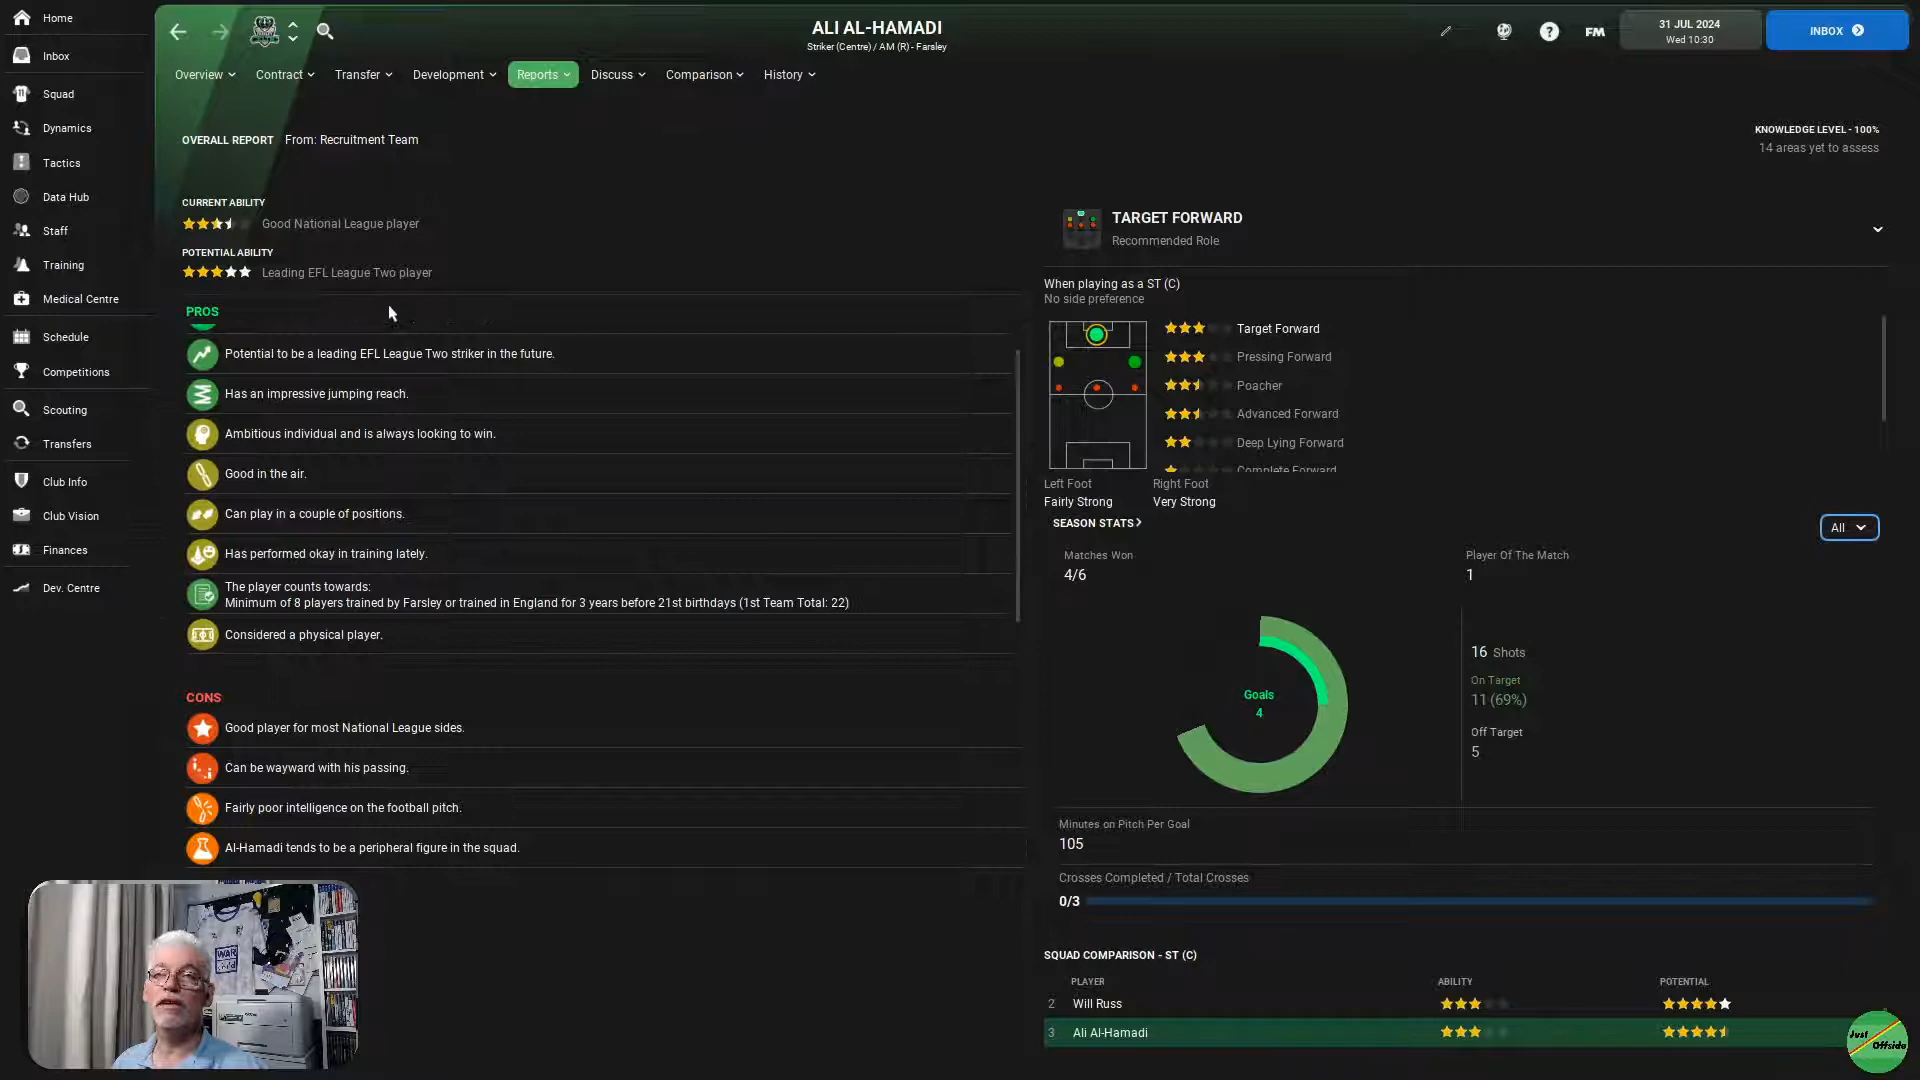 Home
Inbox
Squad
Dynamics
Tactics
Data Hub
Staff
Training
Medical Centre
Schedule
Competitions
Scouting
Transfers
Club Info
Club Vision
Finances
Dev. Centre
ALI AL-HAMADI
Striker (Centre) / AM (R) - Farsley
FM
31 JUL 2024
Wed 10:30
INBOX
Overview
Contract
Transfer
Development
Reports
Discuss
Comparison
History
OVERALL REPORT From: Recruitment Team
KNOWLEDGE LEVEL - 100%
14 areas yet to assess
CURRENT ABILITY
Good National League player
POTENTIAL ABILITY
Leading EFL League Two player
PROS
Potential to be a leading EFL League Two striker in the future.
Has an impressive jumping reach.
Ambitious individual and is always looking to win.
Good in the air.
Can play in a couple of positions.
Has performed okay in training lately.
The player counts towards:
Minimum of 8 players trained by Farsley or trained in England for 3 years before 21st birthdays (1st Team Total: 22)
Considered a physical player.
CONS
Good player for most National League sides.
Can be wayward with his passing.
Fairly poor intelligence on the football pitch.
Al-Hamadi tends to be a peripheral figure in the squad.
TARGET FORWARD
Recommended Role
When playing as a ST (C)
No side preference
Target Forward
Pressing Forward
Poacher
Advanced Forward
Deep Lying Forward
Complete Forward
Left Foot Right Foot
Fairly Strong Very Strong
SEASON STATS
All
Matches Won
4/6
Player Of The Match
1
Goals
4
16 Shots
On Target
11 (69%)
Off Target
5
Minutes on Pitch Per Goal
105
Crosses Completed / Total Crosses
0/3
SQUAD COMPARISON - ST (C)
PLAYER ABILITY POTENTIAL
2 Will Russ
3 Ali Al-Hamadi
Just
Offside
WAR